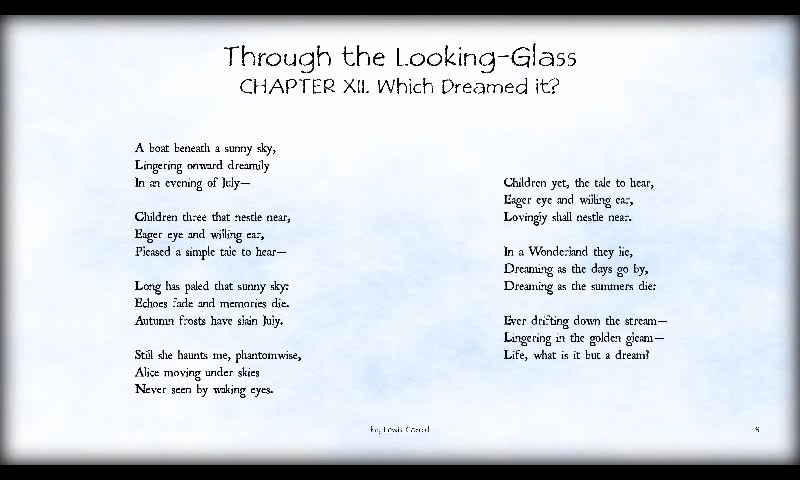 Through the Looking-Glass
CHAPTER XII. Which Dreamed it?
A boat beneath a sunny sky,
Lingering onward dreamily
In an evening of July—
Children three that nestle near,
Eager eye and willing ear,
Pleased a simple tale to hear—
Long has paled that sunny sky:
Echoes fade and memories die.
Autumn frosts have slain July.
Still she haunts me, phantomwise,
Alice moving under skies
Never seen by waking eyes.
Children yet, the tale to hear,
Eager eye and willing ear,
Lovingly shall nestle near.
In a Wonderland they lie,
Dreaming as the days go by,
Dreaming as the summers die:
Ever drifting down the stream—
Lingering in the golden gleam—
Life, what is it but a dream?
by, Lewis Carroll